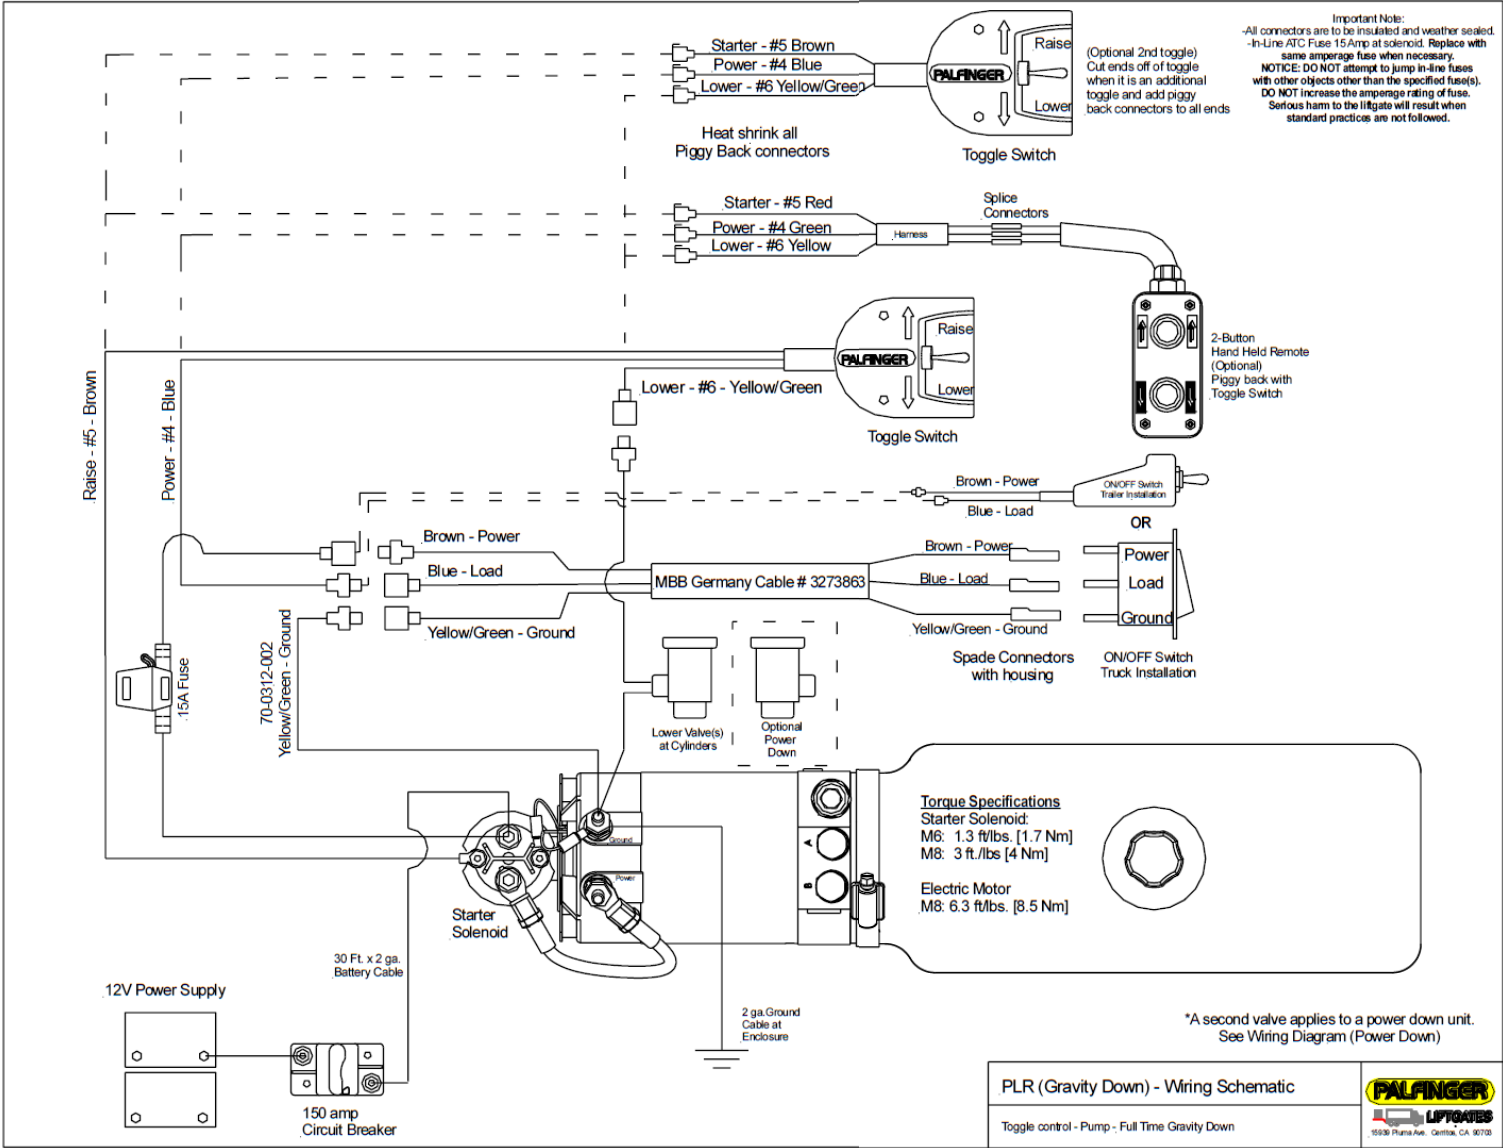 Important Note:
-All connectors are to be insulated and weather sealed.
-In-Line ATC Fuse 15 Amp at solenoid. Replace with
same amperage fuse when necessary.
NOTICE: DO NOT attempt to jump in-line fuses
with other objects other than the specified fuse(s).
DO NOT increase the amperage rating of fuse.
Serious harm to the liftgate will result when
standard practices are not followed.
Starter - #5 Brown
Power - #4 Blue
Lower - #6 Yellow/Green
Heat shrink all
Piggy Back connectors
PALFINGER
Raise
Lower
Toggle Switch
(Optional 2nd toggle)
Cut ends off of toggle
when it is an additional
toggle and add piggy
back connectors to all ends
Starter - #5 Red
Power - #4 Green
Lower - #6 Yellow
Harness
Splice
Connectors
2-Button
Hand Held Remote
(Optional)
Piggy back with
Toggle Switch
PALFINGER
Raise
Lower
Toggle Switch
Lower - #6 - Yellow/Green
Raise - #5 - Brown
Power - #4 - Blue
Brown - Power
Blue - Load
ON/OFF Switch
Trailer Installation
OR
Brown - Power
Blue - Load
Yellow/Green - Ground
MBB Germany Cable # 3273863
Brown - Power
Blue - Load
Yellow/Green - Ground
Power
Load
Ground
Spade Connectors
with housing
ON/OFF Switch
Truck Installation
15A Fuse
70-0312-002
Yellow/Green - Ground
Lower Valve(s)
at Cylinders
Optional
Power
Down
Ground
Power
A
B
Torque Specifications
Starter Solenoid:
M6: 1.3 ft/lbs. [1.7 Nm]
M8: 3 ft./lbs [4 Nm]
Electric Motor
M8: 6.3 ft/lbs. [8.5 Nm]
Starter
Solenoid
30 Ft. x 2 ga.
Battery Cable
12V Power Supply
150 amp
Circuit Breaker
2 ga.Ground
Cable at
Enclosure
*A second valve applies to a power down unit.
See Wiring Diagram (Power Down)
PLR (Gravity Down) - Wiring Schematic
Toggle control - Pump - Full Time Gravity Down
PALFINGER
LIFTGATES
15939 Piuma Ave. Cerritos, CA 90703